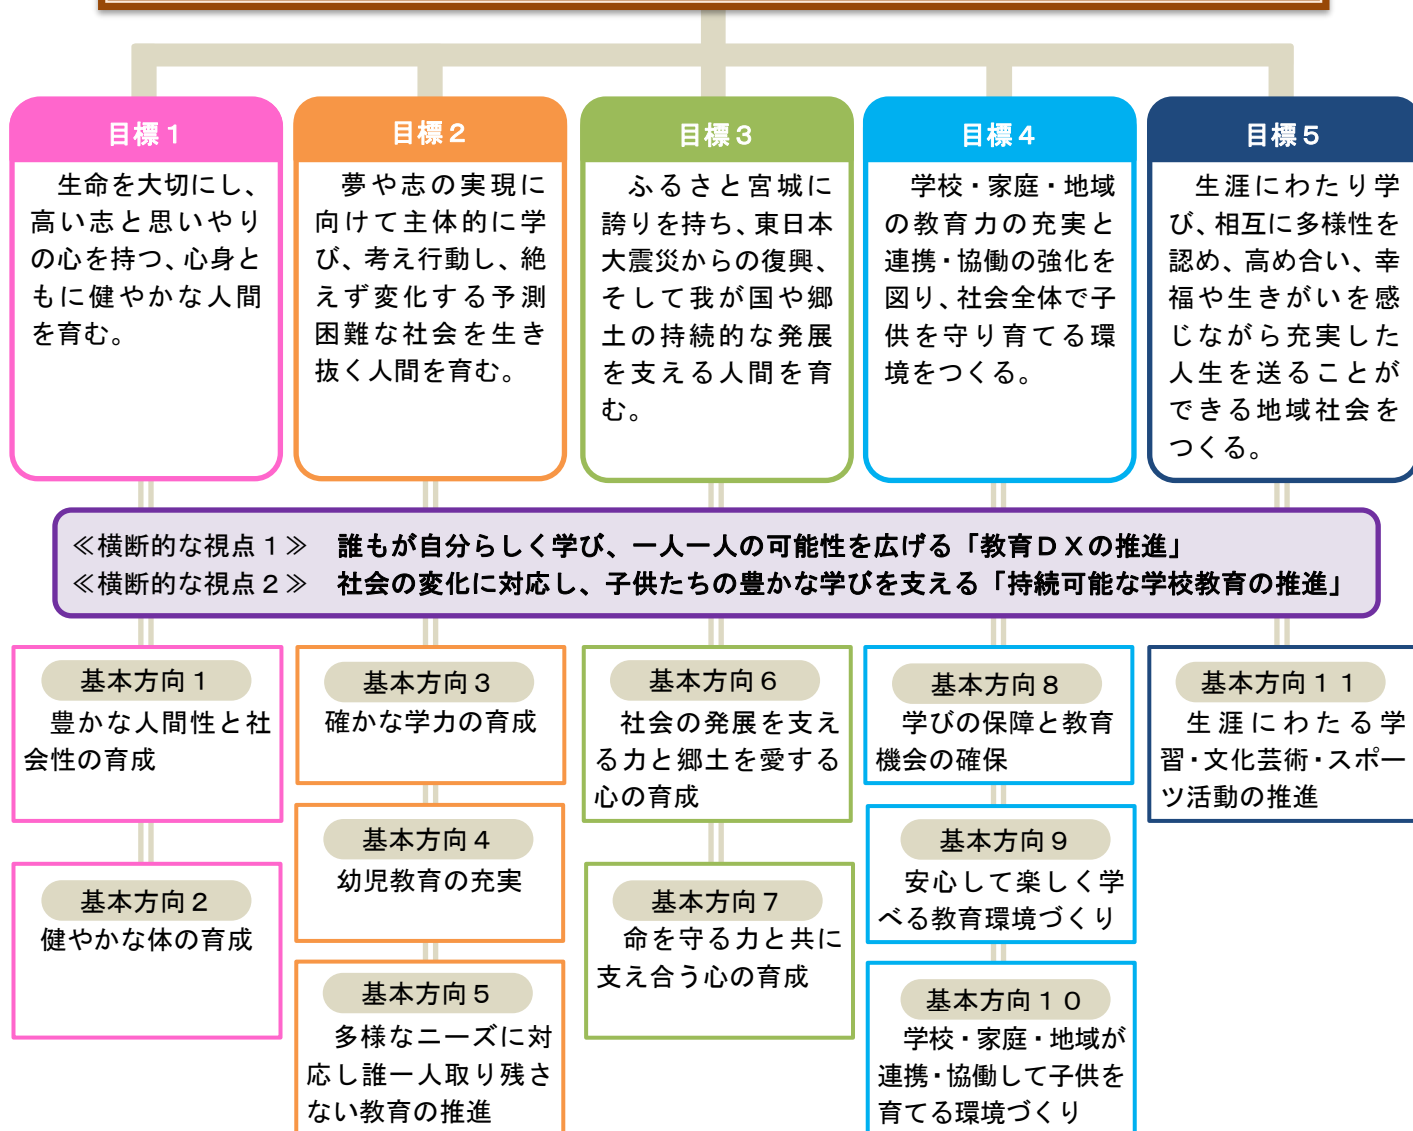 目標１
生命を大切にし、
高い志と思いやり
の心を持つ、心身と
もに健やかな人間
を育む。
目標２
夢や志の実現に
向けて主体的に学
び、考え行動し、絶
えず変化する予測
困難な社会を生き
抜く人間を育む。
目標３
ふるさと宮城に
誇りを持ち、東日本
大震災からの復興、
そして我が国や郷
土の持続的な発展
を支える人間を育
む。
目標４
学校・家庭・地域
の教育力の充実と
連携・協働の強化を
図り、社会全体で子
供を守り育てる環
境をつくる。
目標５
生涯にわたり学
び、相互に多様性を
認め、高め合い、幸
福や生きがいを感
じながら充実した
人生を送ることが
できる地域社会を
つくる。
≪横断的な視点１≫　誰もが自分らしく学び、一人一人の可能性を広げる「教育ＤＸの推進」
≪横断的な視点２≫　社会の変化に対応し、子供たちの豊かな学びを支える「持続可能な学校教育の推進」
基本方向１
豊かな人間性と社
会性の育成
基本方向２
健やかな体の育成
基本方向３
確かな学力の育成
基本方向４
幼児教育の充実
基本方向５
多様なニーズに対
応し誰一人取り残さ
ない教育の推進
基本方向６
社会の発展を支え
る力と郷土を愛する
心の育成
基本方向７
命を守る力と共に
支え合う心の育成
基本方向８
学びの保障と教育
機会の確保
基本方向９
安心して楽しく学
べる教育環境づくり
基本方向１０
学校・家庭・地域が
連携・協働して子供を
育てる環境づくり
基本方向１１
生涯にわたる学
習・文化芸術・スポー
ツ活動の推進